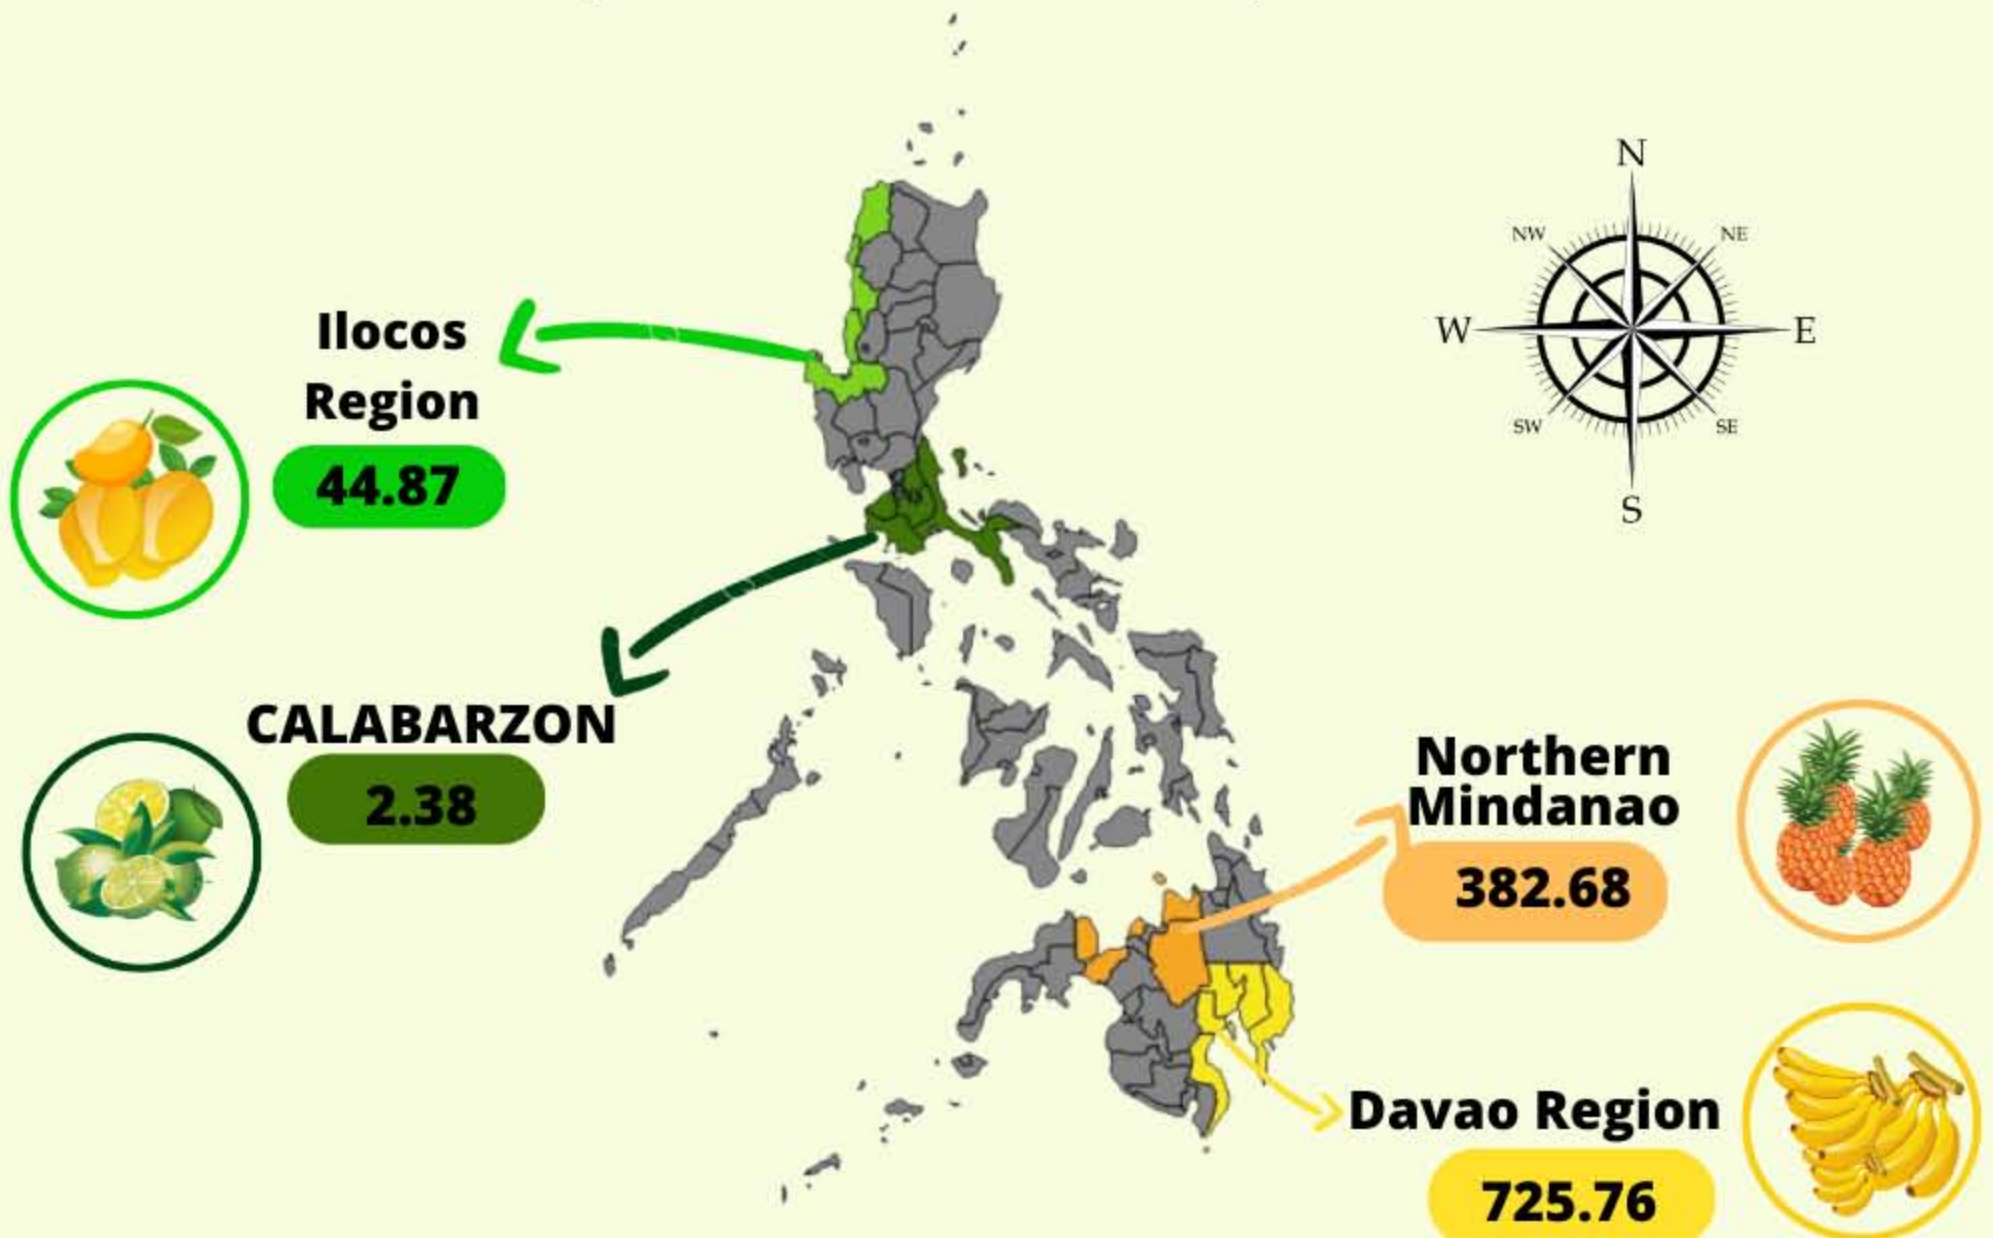 N
NW
NE
W
E
SW
SE
S
Ilocos
Region
44.87
CALABARZON
2.38
Northern
Mindanao
382.68
Davao Region
725.76